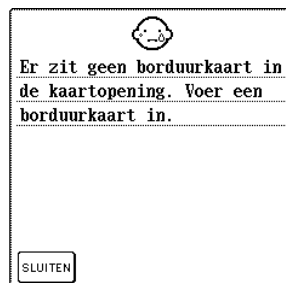 Er zit geen borduurkaart in
de kaartopening. Voer een
borduurkaart in.
SLUITEN